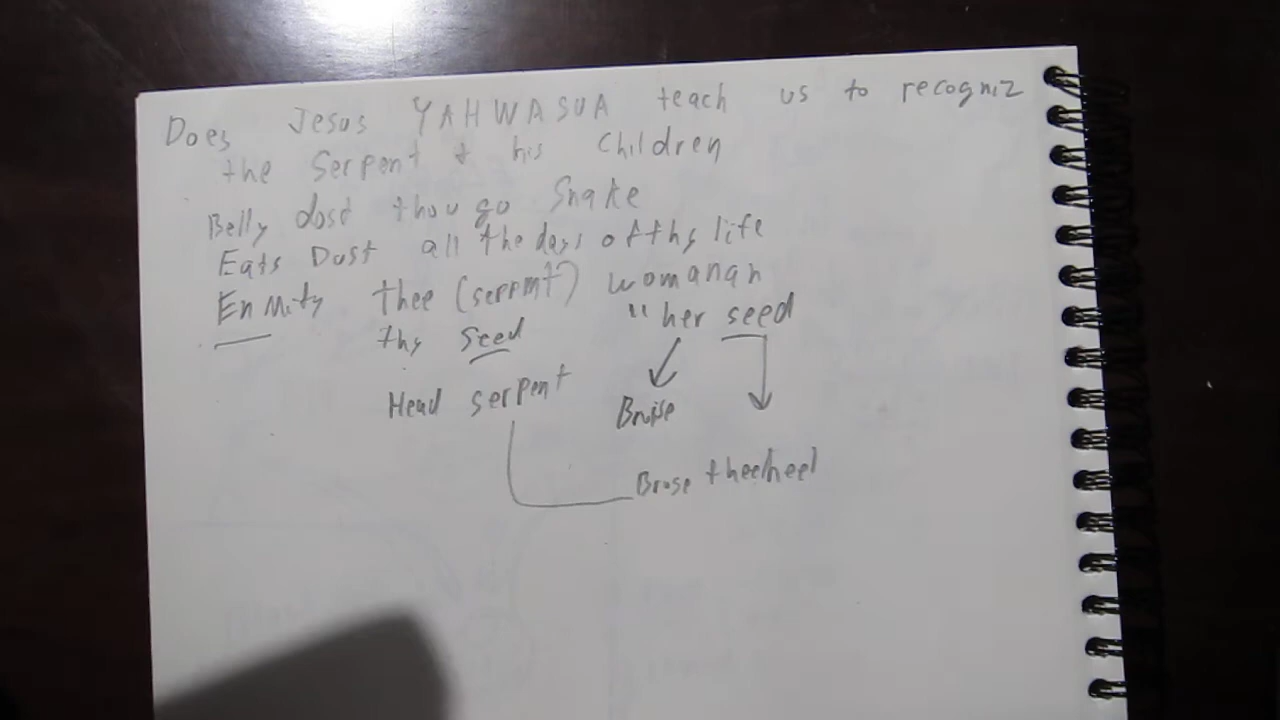 Does Jesus YAHWASUA teach us to recogniz
the Serpent + his Children
Belly dost thou go Snake
Eats Dust all the days of thy life
Enmity thee (serpent) womanan
thy Seed " her seed
Head serpent Bruise
Bruse theeheel